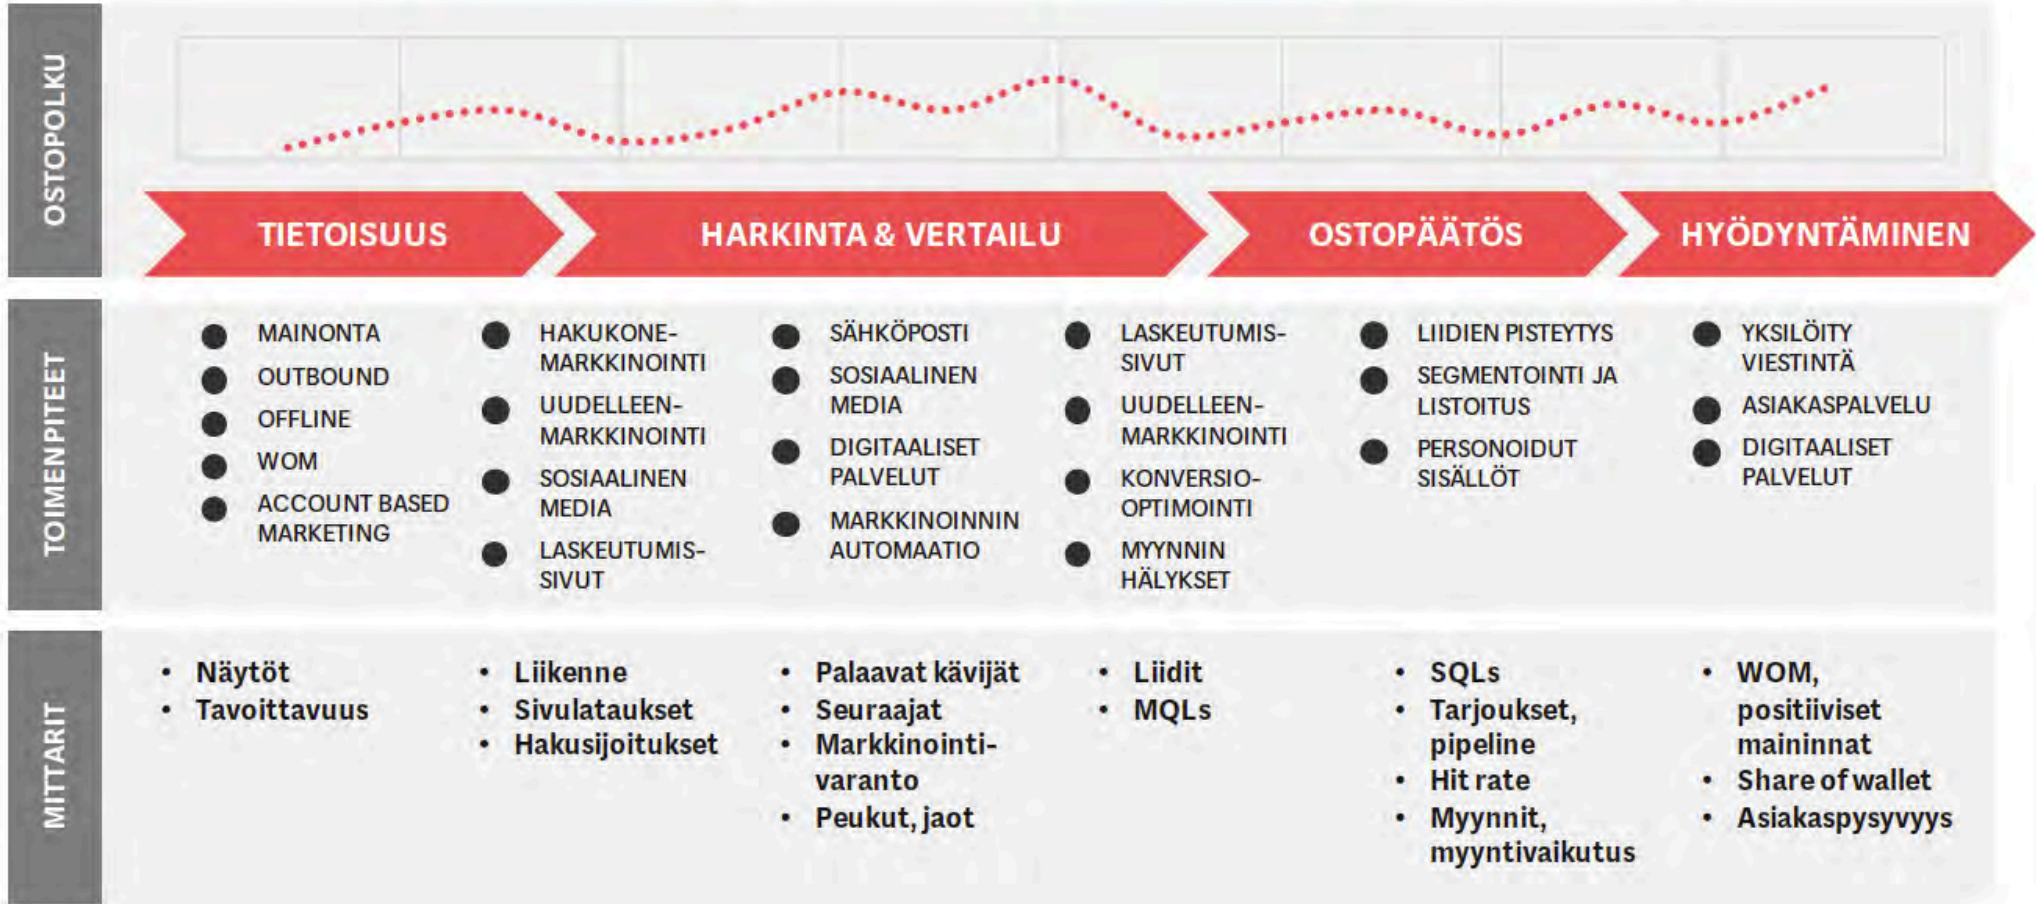 OSTOPOLKU
TIETOISUUS
HARKINTA & VERTAILU
OSTOPÄÄTÖS
HYÖDYNTÄMINEN
TOIMENPITEET
MAINONTA
OUTBOUND
OFFLINE
WOM
ACCOUNT BASED
MARKETING
HAKUKONE-
MARKKINOINTI
UUDELLEEN-
MARKKINOINTI
SOSIAALINEN
MEDIA
LASKEUTUMIS-
SIVUT
SÄHKÖPOSTI
SOSIAALINEN
MEDIA
DIGITAALISET
PALVELUT
MARKKINOINNIN
AUTOMAATIO
LASKEUTUMIS-
SIVUT
UUDELLEEN-
MARKKINOINTI
KONVERSIO-
OPTIMOINTI
MYYNNIN
HÄLYKSET
LIIDIEN PISTEYTYS
SEGMENTOINTI JA
LISTOITUS
PERSONOIDUT
SISÄLLÖT
YKSILÖITY
VIESTINTÄ
ASIAKASPALVELU
DIGITAALISET
PALVELUT
MITTARIT
• Näytöt
• Tavoittavuus
• Liikenne
• Sivulataukset
• Hakusijoitukset
• Palaavat kävijät
• Seuraajat
• Markkinointi-
varanto
• Peukut, jaot
• Liidit
• MQLs
• SQLs
• Tarjoukset,
pipeline
• Hit rate
• Myynnit,
myyntivaikutus
• WOM,
positiiviset
maininnat
• Share of wallet
• Asiakaspysyvyys